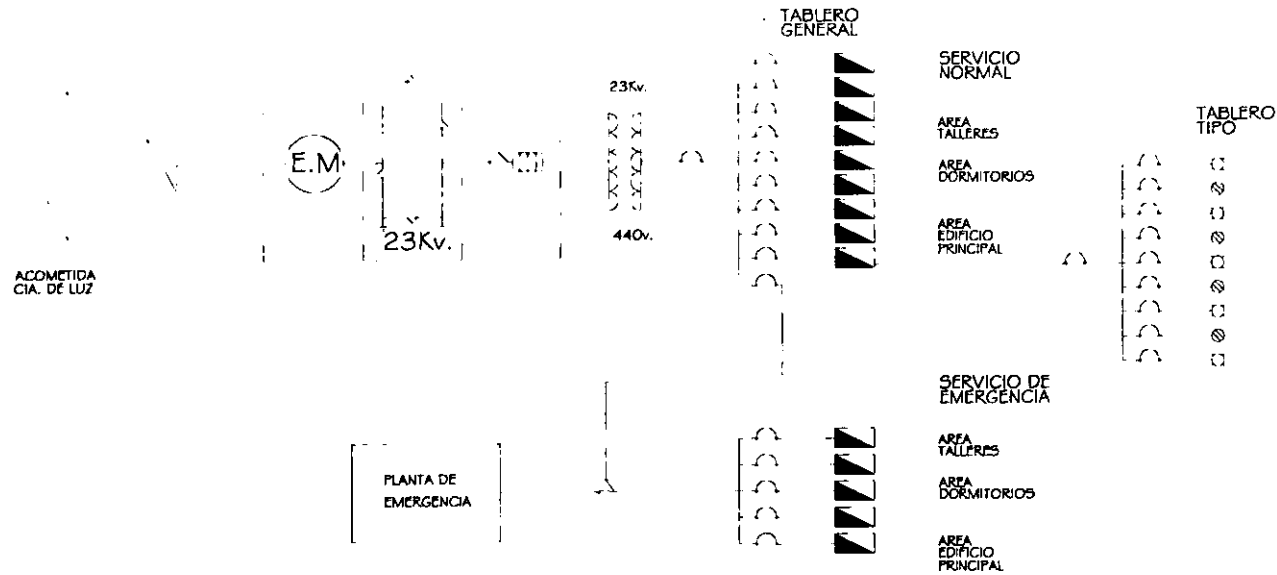 TABLERO
GENERAL
SERVICIO
NORMAL
23Kv.
AREA
TALLERES
TABLERO
TIPO
E.M
AREA
DORMITORIOS
AREA
EDIFICIO
PRINCIPAL
23Kv.
440v.
ACOMETIDA
CIA. DE LUZ
SERVICIO DE
EMERGENCIA
AREA
TALLERES
PLANTA DE
EMERGENCIA
AREA
DORMITORIOS
AREA
EDIFICIO
PRINCIPAL